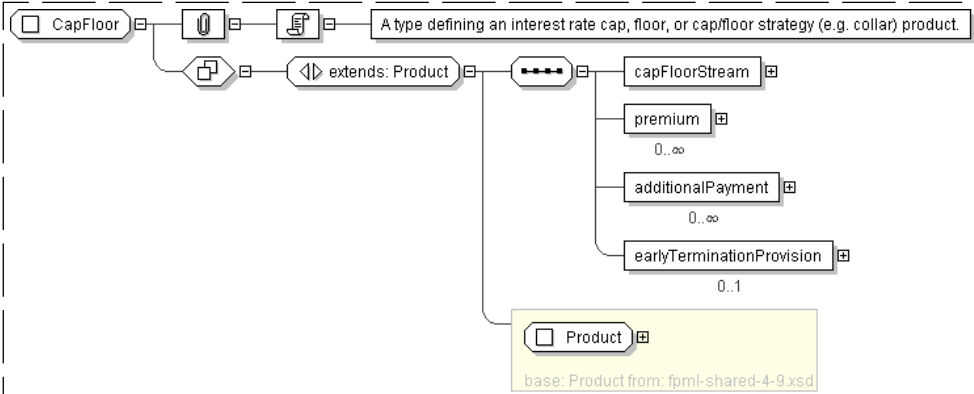 CapFloor
A type defining an interest rate cap, floor, or cap/floor strategy (e.g. collar) product.
extends: Product
capFloorStream
premium
0..∞
additionalPayment
0..∞
earlyTerminationProvision
0..1
Product
base: Product from: fpml-shared-4-9.xsd